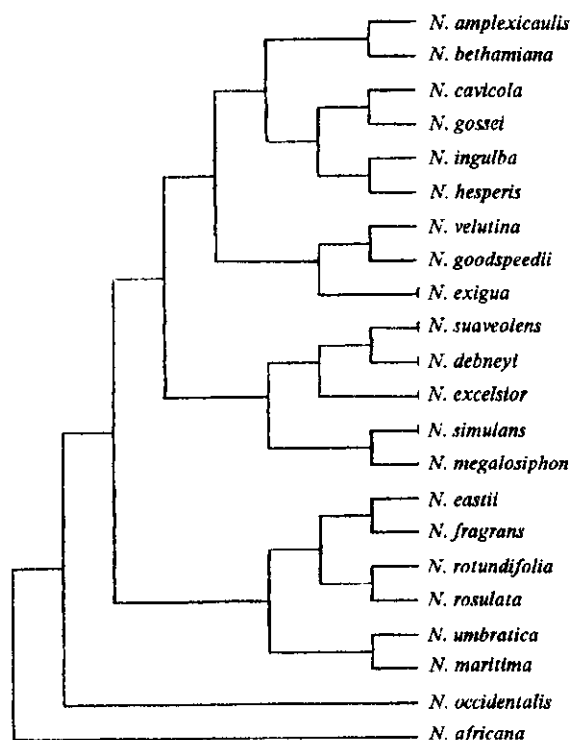 N. amplexicaulis
N. bethamiana
N. cavicola
N. gossei
N. ingulba
N. hesperis
N. velutina
N. goodspeedii
N. exigua
N. suaveolens
N. debneyi
N. excelsior
N. simulans
N. megalosiphon
N. eastii
N. fragrans
N. rotundifolia
N. rosulata
N. umbratica
N. maritima
N. occidentalis
N. africana